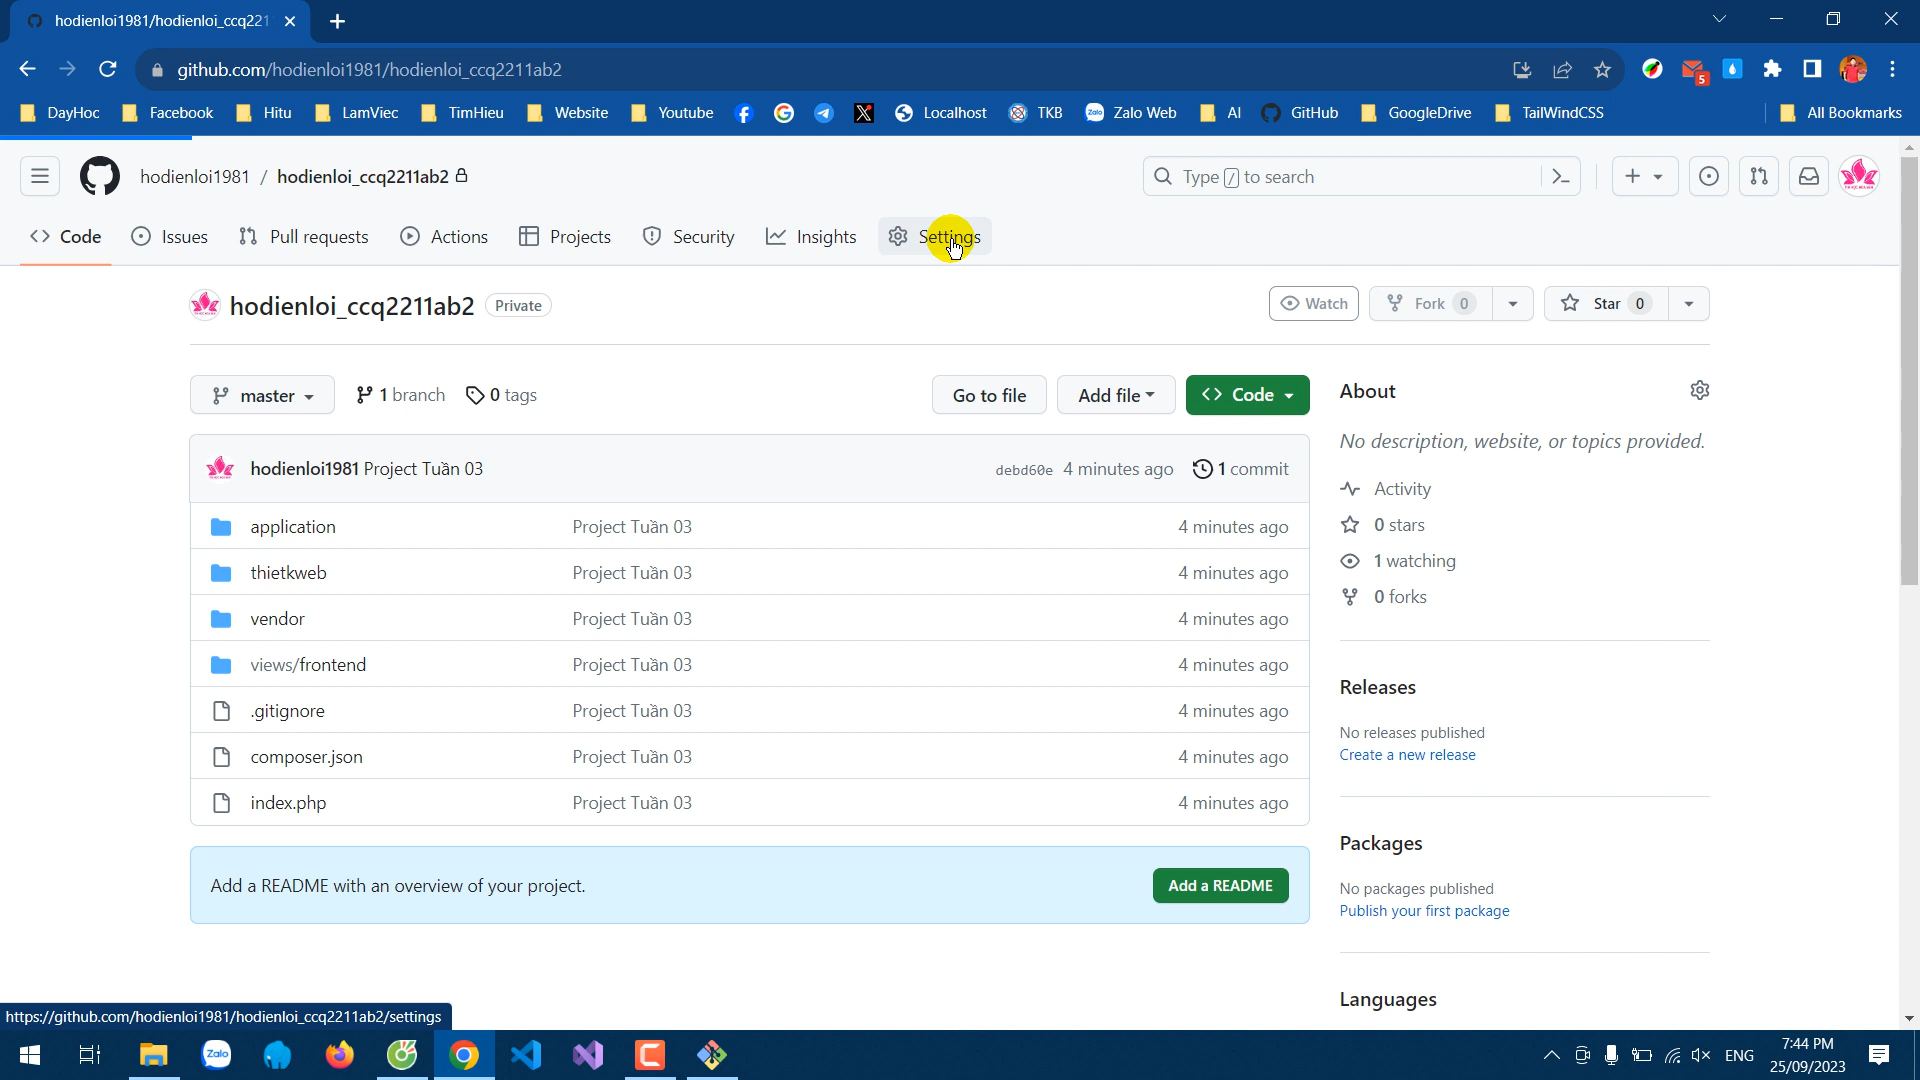 hodienloi1981/hodienloi_ccq221
github.com/hodienloi1981/hodienloi_ccq2211ab2
5
DayHoc
Facebook
Hitu
LamViec
TimHieu
Website
Youtube
Localhost
TKB
Zalo
Zalo Web
AI
GitHub
GoogleDrive
TailWindCSS
All Bookmarks
hodienloi1981 / hodienloi_ccq2211ab2
Type / to search
Code
Issues
Pull requests
Actions
Projects
Security
Insights
Settings
hodienloi_ccq2211ab2 Private
Watch
Fork 0
Star 0
master
1 branch
0 tags
Go to file
Add file
Code
About
No description, website, or topics provided.
hodienloi1981 Project Tuần 03
debd60e 4 minutes ago
1 commit
application Project Tuần 03 4 minutes ago
thietkweb Project Tuần 03 4 minutes ago
vendor Project Tuần 03 4 minutes ago
views/frontend Project Tuần 03 4 minutes ago
.gitignore Project Tuần 03 4 minutes ago
composer.json Project Tuần 03 4 minutes ago
index.php Project Tuần 03 4 minutes ago
Activity
0 stars
1 watching
0 forks
Releases
No releases published
Create a new release
Add a README with an overview of your project.
Add a README
Packages
No packages published
Publish your first package
Languages
https://github.com/hodienloi1981/hodienloi_ccq2211ab2/settings
Zalo
ENG
7:44 PM
25/09/2023